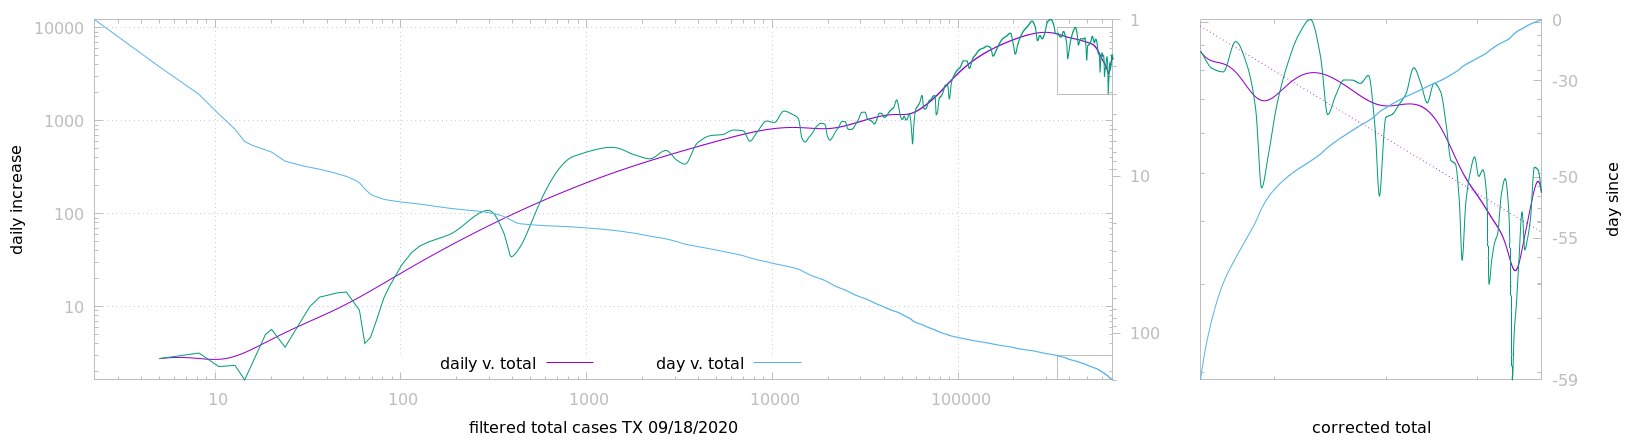 10000
1000
100
10
daily increase
10
100
1000
10000
100000
filtered total cases TX 09/18/2020
daily v. total
day v. total
1
10
100
0
-30
-50
-55
-59
day since
corrected total